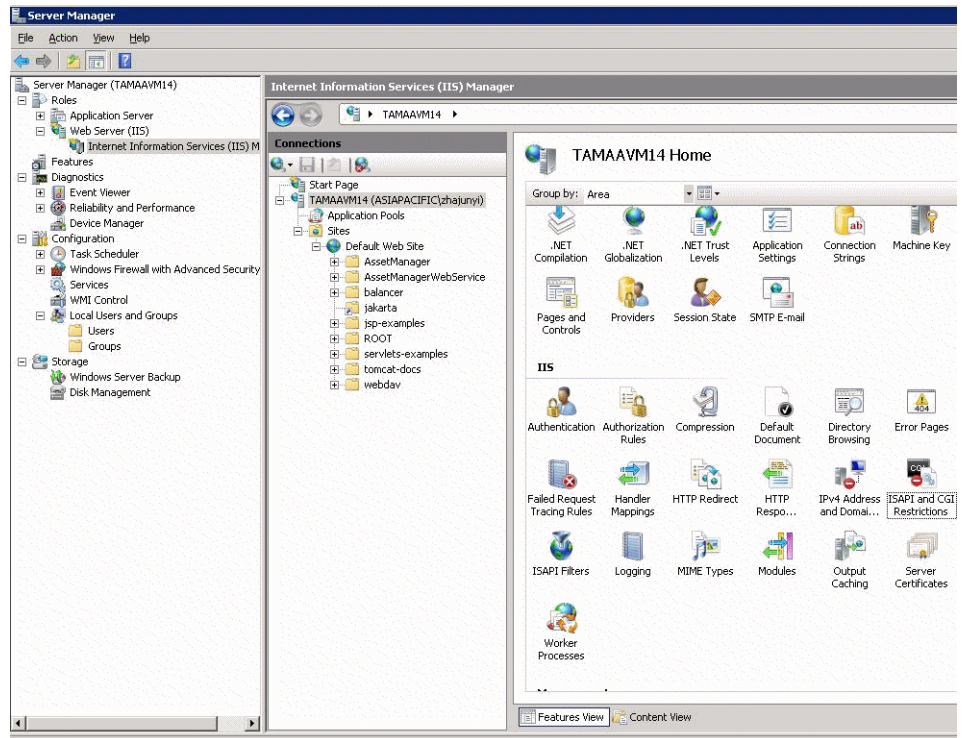 Server Manager
File Action View Help
Server Manager (TAMAAVM14)
Roles
Application Server
Web Server (IIS)
Internet Information Services (IIS) M
Features
Diagnostics
Event Viewer
Reliability and Performance
Device Manager
Configuration
Task Scheduler
Windows Firewall with Advanced Security
Services
WMI Control
Local Users and Groups
Users
Groups
Storage
Windows Server Backup
Disk Management
Internet Information Services (IIS) Manager
TAMAAVM14
Connections
Start Page
TAMAAVM14 (ASIAPACIFIC\zhajunyi)
Application Pools
Sites
Default Web Site
AssetManager
AssetManagerWebService
balancer
jakarta
jsp-examples
ROOT
servlets-examples
tomcat-docs
webdav
TAMAAVM14 Home
Group by: Area
.NET Compilation
.NET Globalization
.NET Trust Levels
Application Settings
ab
Connection Strings
Machine Key
Pages and Controls
Providers
Session State
SMTP E-mail
IIS
Authentication
Authorization Rules
Compression
Default Document
Directory Browsing
404
Error Pages
Failed Request Tracing Rules
Handler Mappings
HTTP Redirect
HTTP Respo...
IPv4 Address and Domai...
ISAPI and CGI Restrictions
ISAPI Filters
Logging
MIME Types
Modules
Output Caching
Server Certificates
Worker Processes
Features View
Content View